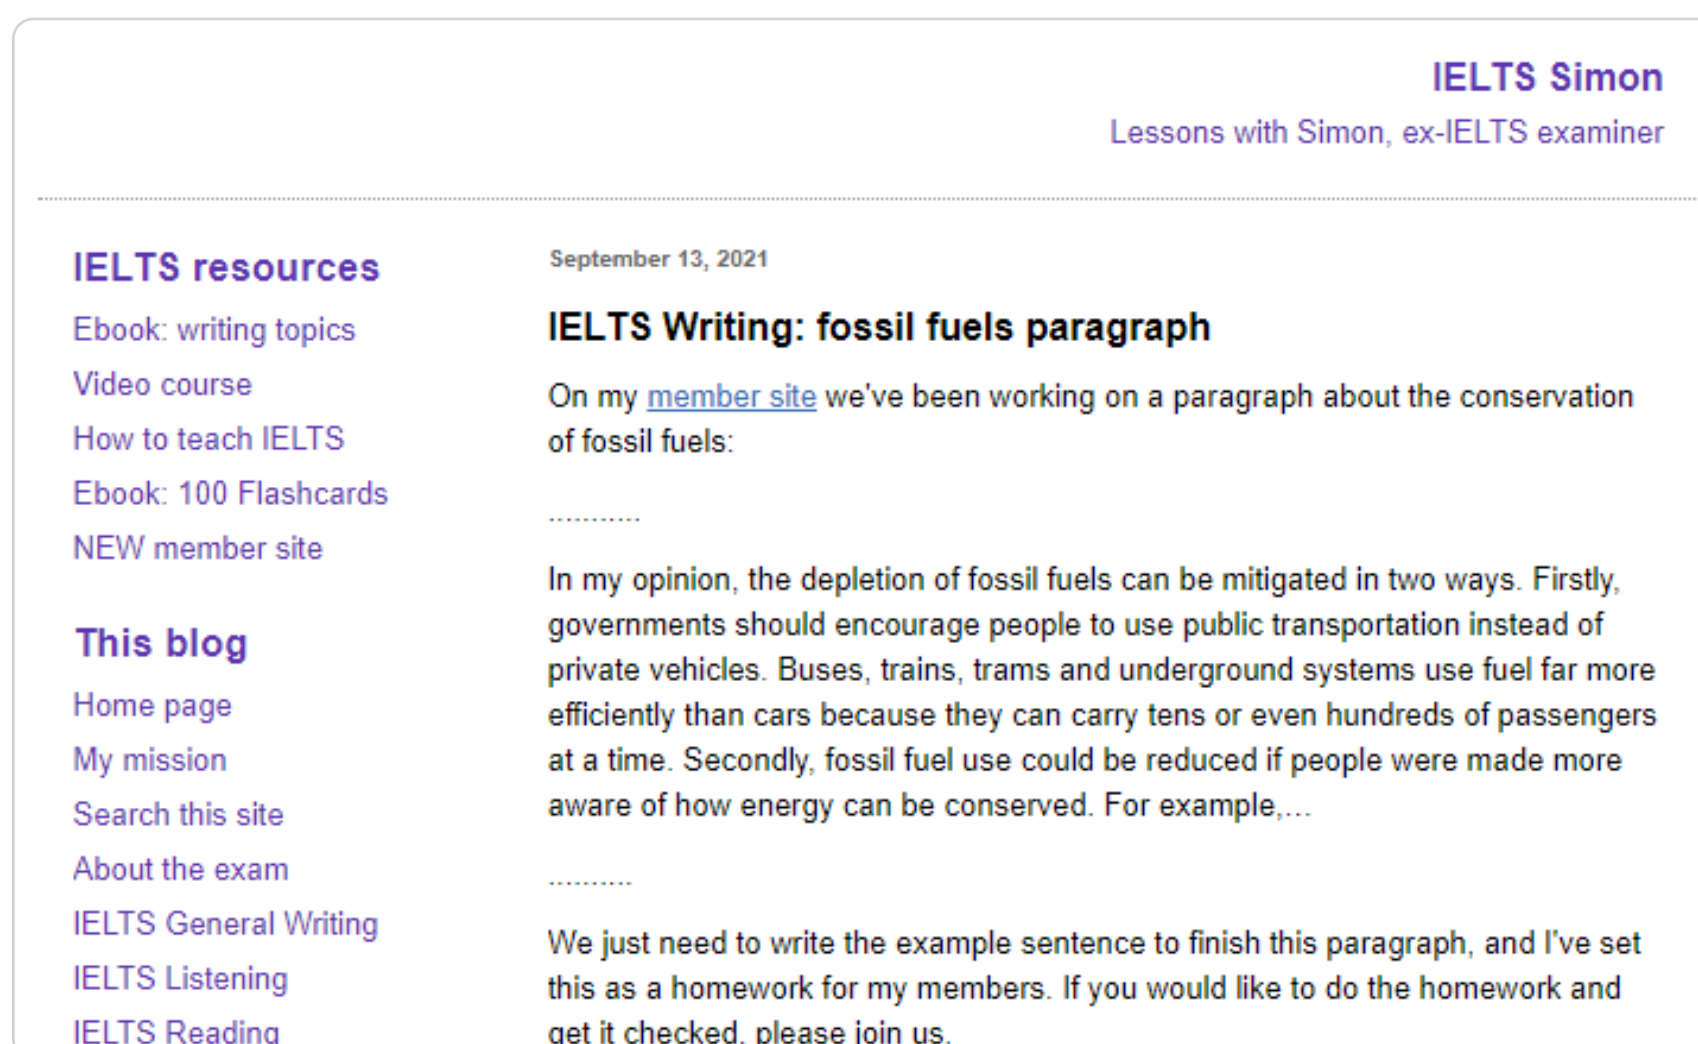 IELTS Simon
Lessons with Simon, ex-IELTS examiner
IELTS resources
Ebook: writing topics
Video course
How to teach IELTS
Ebook: 100 Flashcards
NEW member site
This blog
Home page
My mission
Search this site
About the exam
IELTS General Writing
IELTS Listening
IELTS Reading
September 13, 2021
IELTS Writing: fossil fuels paragraph
On my member site we've been working on a paragraph about the conservation
of fossil fuels:
...........
In my opinion, the depletion of fossil fuels can be mitigated in two ways. Firstly,
governments should encourage people to use public transportation instead of
private vehicles. Buses, trains, trams and underground systems use fuel far more
efficiently than cars because they can carry tens or even hundreds of passengers
at a time. Secondly, fossil fuel use could be reduced if people were made more
aware of how energy can be conserved. For example,...
..........
We just need to write the example sentence to finish this paragraph, and I've set
this as a homework for my members. If you would like to do the homework and
get it checked, please join us.